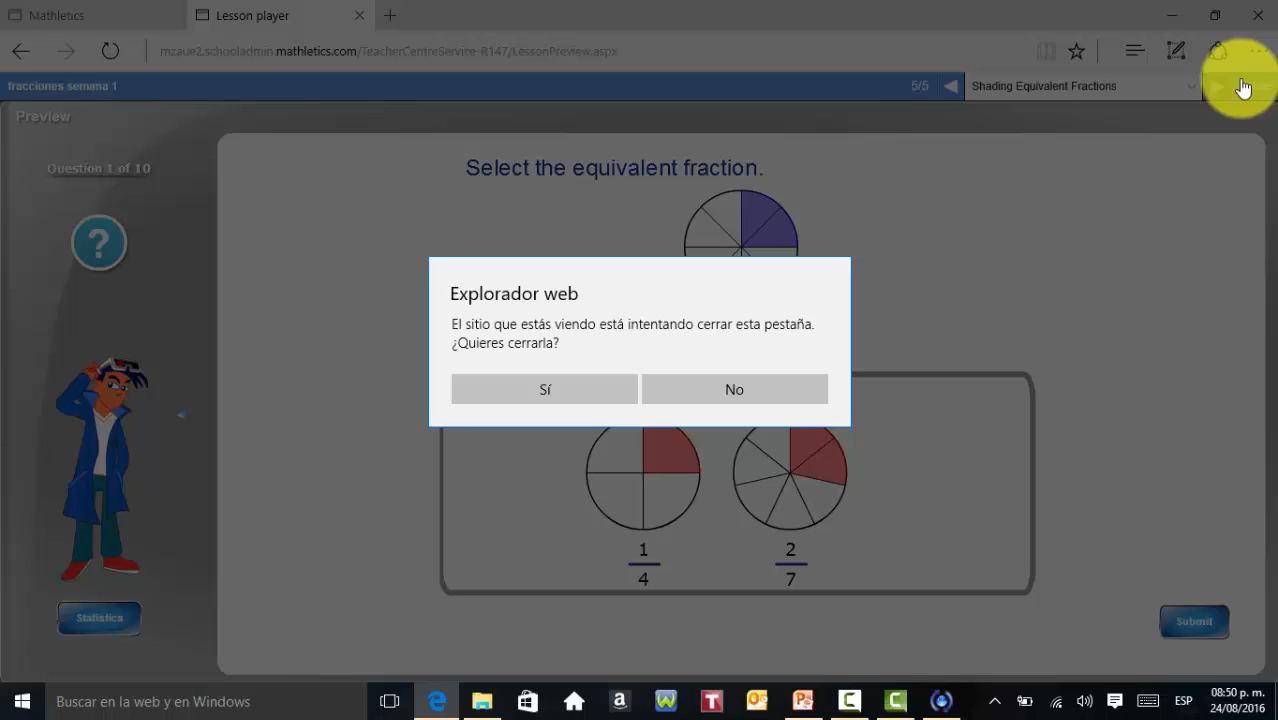 Mathletics
Lesson player
mzaue2.schooladmin.mathletics.com/TeacherCentreService-R147/LessonPreview.aspx
fracciones semana 1
5/5
Shading Equivalent Fractions
Preview
Question 1 of 10
Select the equivalent fraction.
?
Explorador web
El sitio que estás viendo está intentando cerrar esta pestaña.
¿Quieres cerrarla?
Sí
No
1
4
2
7
Statistics
Submit
Buscar en la web y en Windows
ESP
08:50 p. m.
24/08/2016